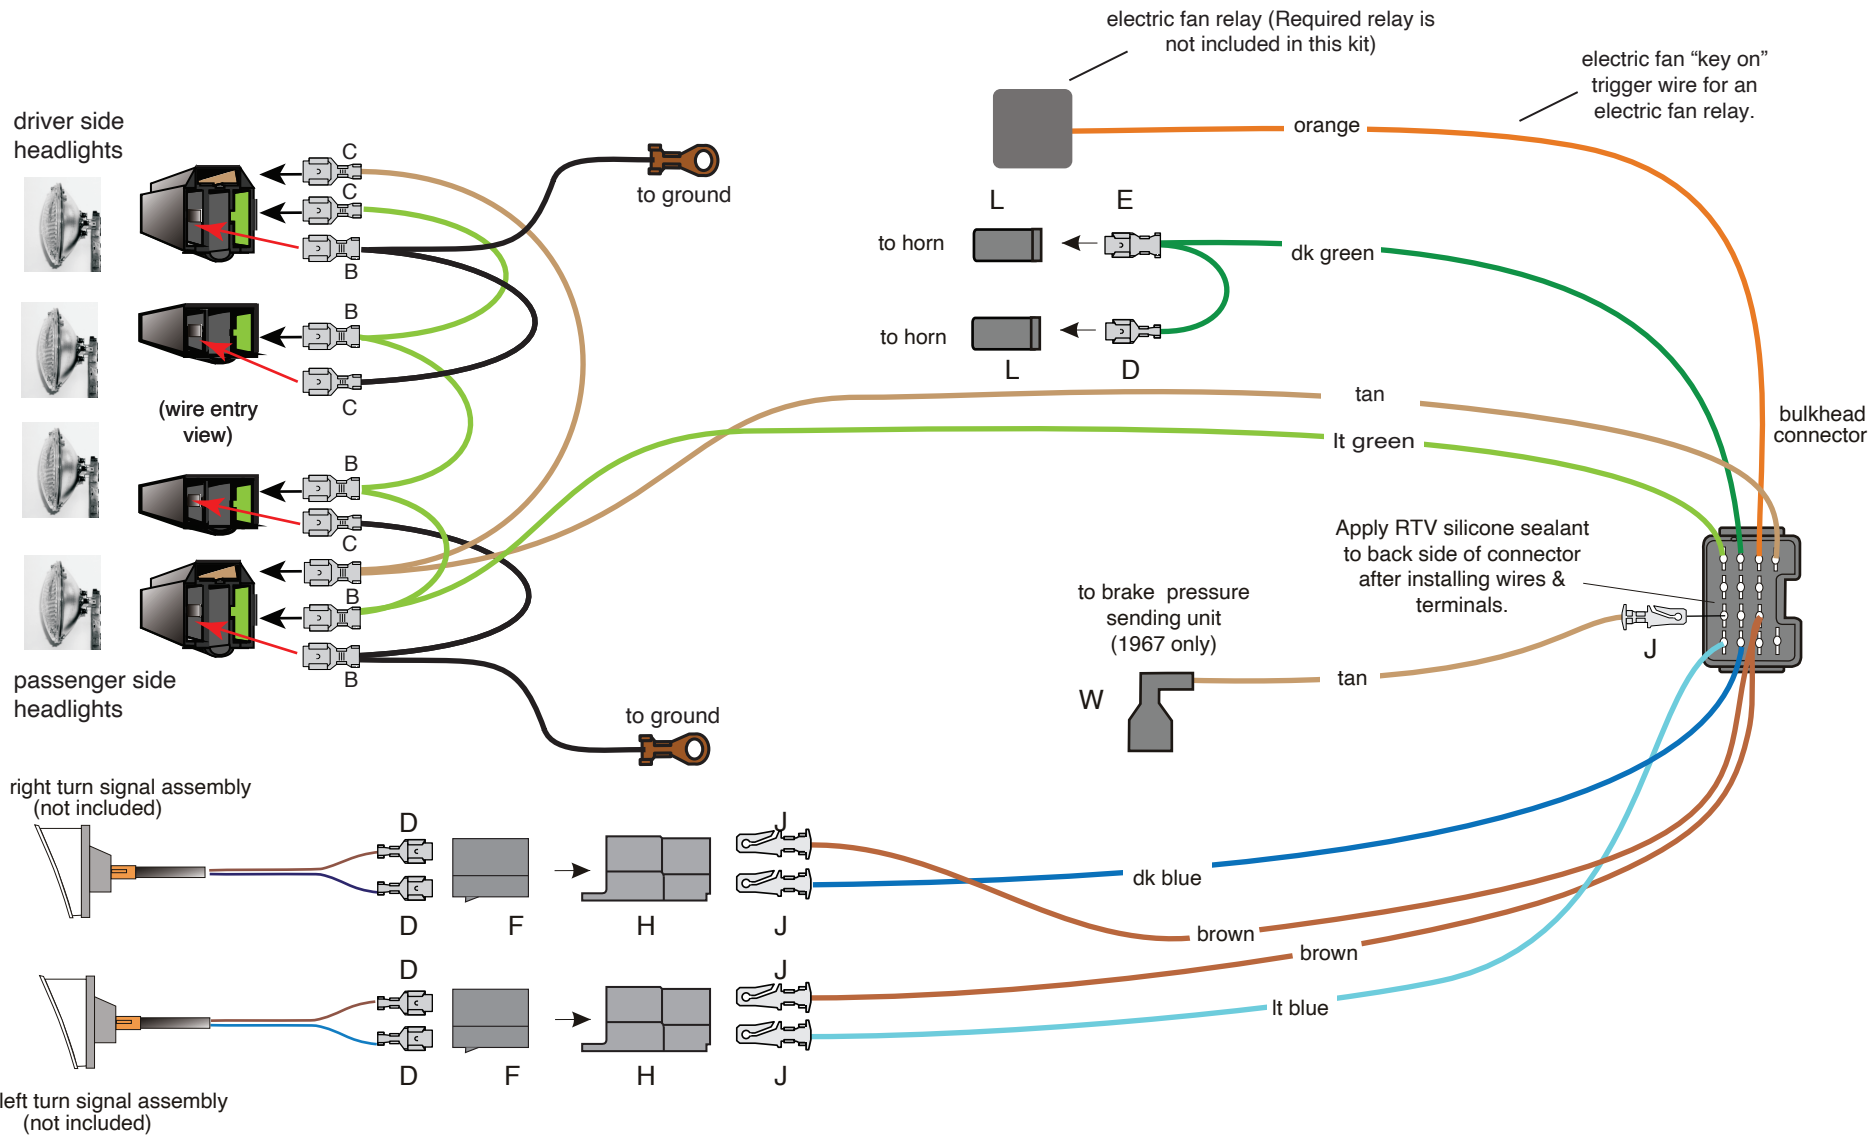 electric fan relay (Required relay is
not included in this kit)
electric fan “key on”
trigger wire for an
electric fan relay.
driver side
headlights
C
C
B
B
C
(wire entry
view)
B
C
B
B
passenger side
headlights
to ground
to ground
orange
L
E
to horn
dk green
to horn
L
D
tan
lt green
bulkhead
connector
Apply RTV silicone sealant
to back side of connector
after installing wires &
terminals.
to brake pressure
sending unit
(1967 only)
J
W
tan
right turn signal assembly
(not included)
D
J
D
F
H
J
dk blue
brown
brown
D
J
lt blue
D
F
H
J
left turn signal assembly
(not included)